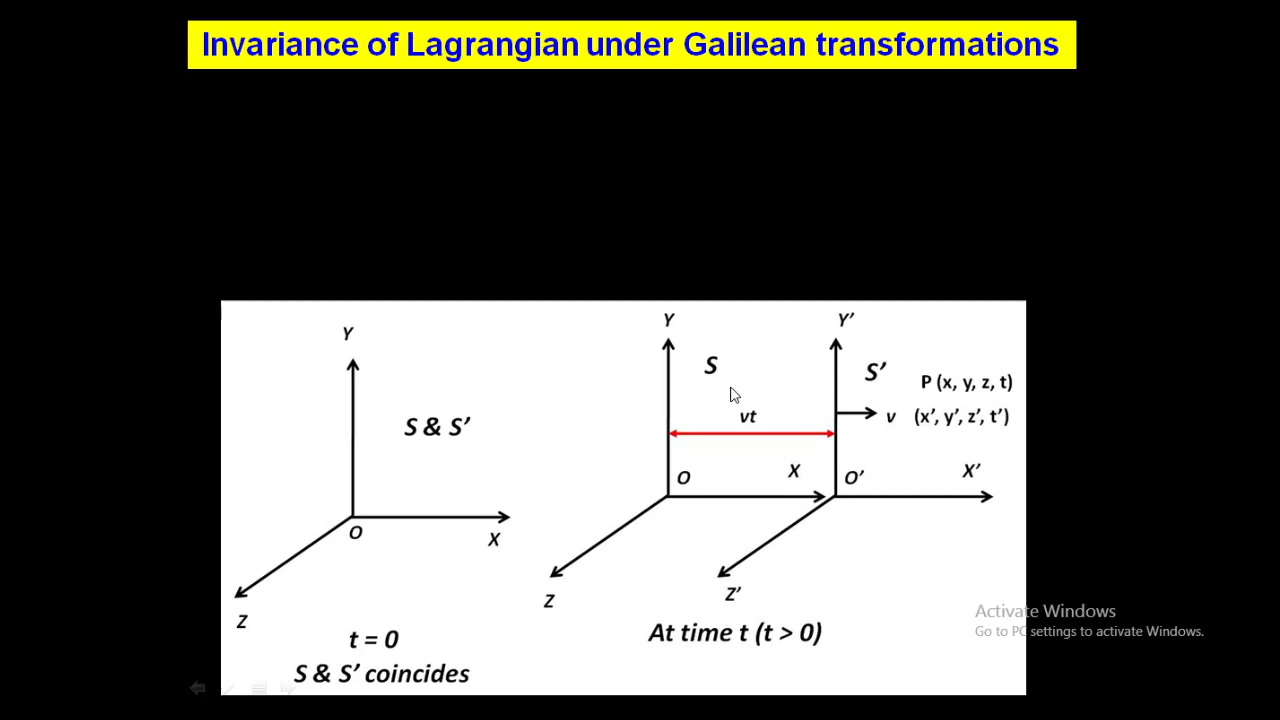 Invariance of Lagrangian under Galilean transformations
Y
S & S’
O
X
Z
t = 0
S & S’ coincides
Y
Y’
S
S’
P (x, y, z, t)
vt
v
(x’, y’, z’, t’)
X
X’
O
O’
Z
Z’
At time t (t > 0)
Activate Windows
Go to PC settings to activate Windows.